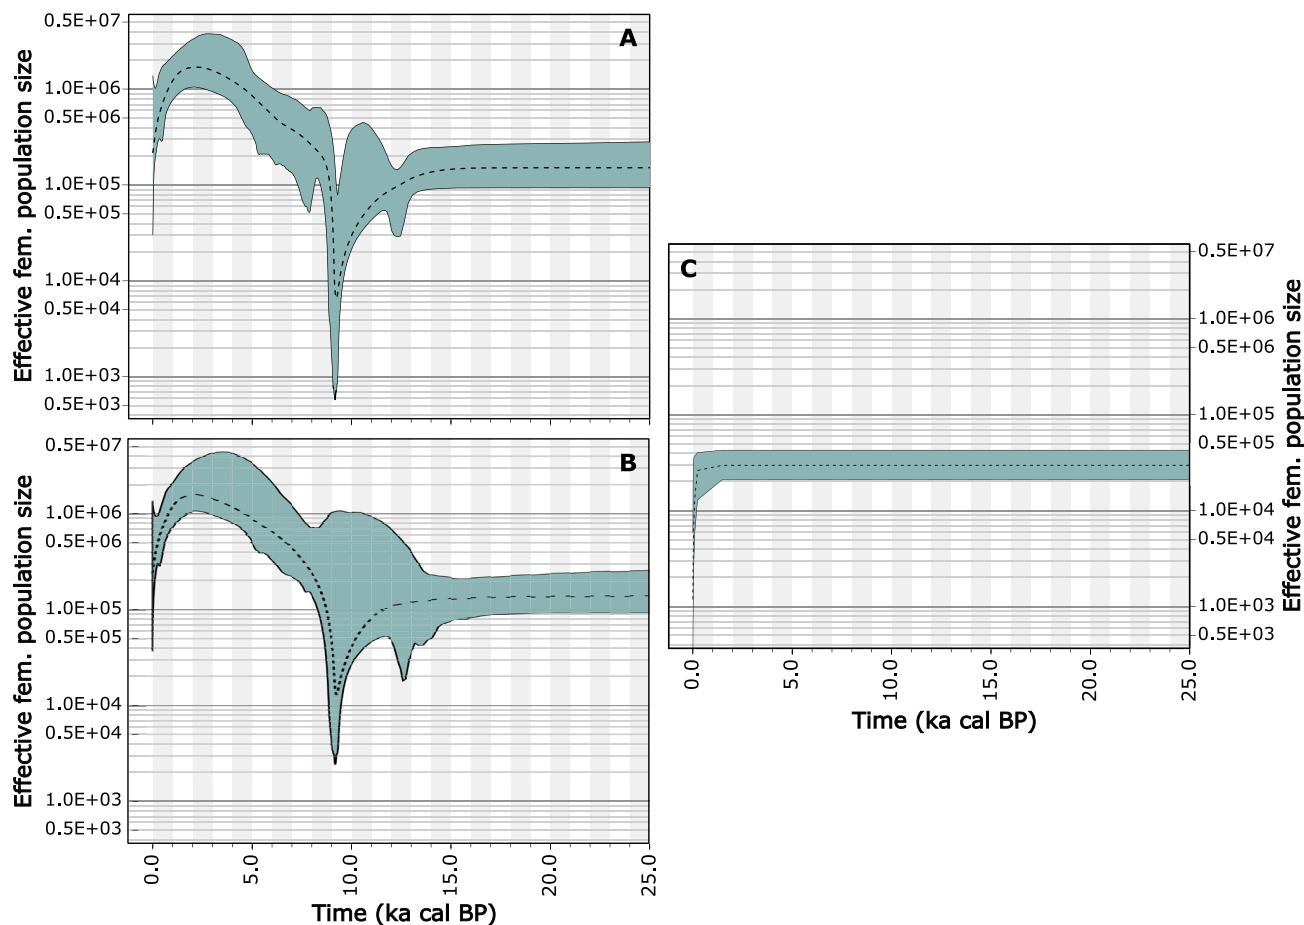 A
Effective fem. population size
0.5E+07
1.0E+06
0.5E+06
1.0E+05
0.5E+05
1.0E+04
0.5E+04
1.0E+03
0.5E+03
B
Effective fem. population size
0.5E+07
1.0E+06
0.5E+06
1.0E+05
0.5E+05
1.0E+04
0.5E+04
1.0E+03
0.5E+03
0.0 5.0 10.0 15.0 20.0 25.0
Time (ka cal BP)
C
0.5E+07
1.0E+06
0.5E+06
1.0E+05
0.5E+05
1.0E+04
0.5E+04
1.0E+03
0.5E+03
Effective fem. population size
0.0 5.0 10.0 15.0 20.0 25.0
Time (ka cal BP)